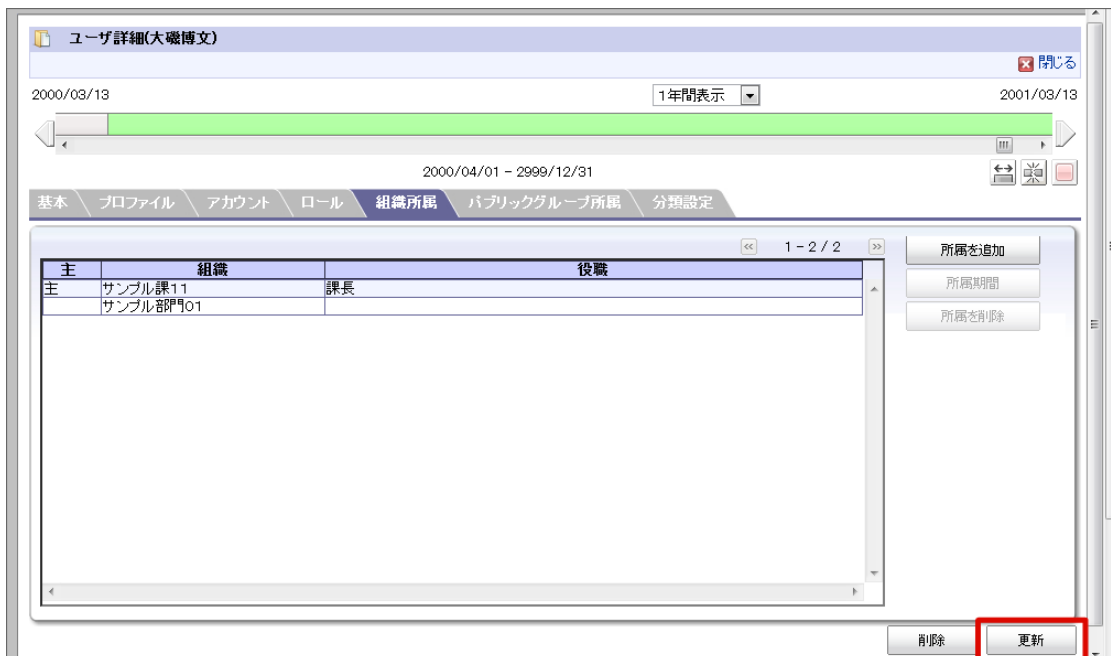 ユーザ詳細(大磯博文)
閉じる
2000/03/13 1年間表示 2001/03/13
2000/04/01 - 2999/12/31
基本 プロファイル アカウント ロール 組織所属 パブリックグループ所属 分類設定
1 - 2 / 2 所属を追加
主 組織 役職
主 サンプル課11 課長 所属期間
サンプル部門01
所属を削除
削除 更新